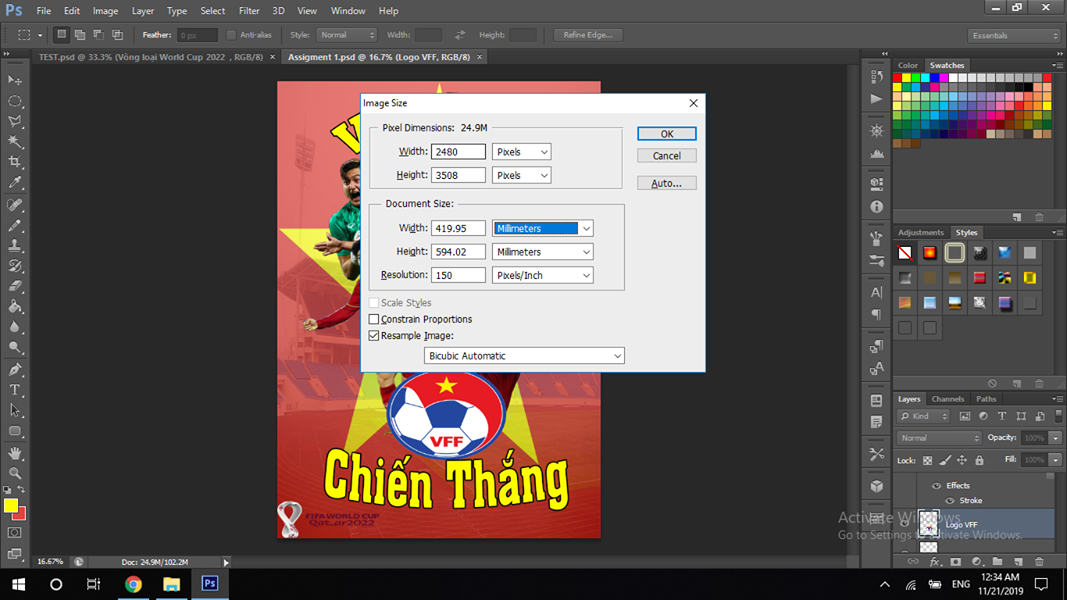 Ps File Edit Image Layer Type Select Filter 3D View Window Help
Feather: 0 px Anti-alias Style: Normal Width: Height: Refine Edge... Essentials
TEST.psd @ 33.3% (Vòng loại World Cup 2022 , RGB/8) × Assigment 1.psd @ 16.7% (Logo VFF, RGB/8) ×
Image Size
Pixel Dimensions: 24.9M
Width: 2480 Pixels
Height: 3508 Pixels
OK
Cancel
Auto...
Document Size:
Width: 419.95 Millimeters
Height: 594.02 Millimeters
Resolution: 150 Pixels/Inch
Scale Styles
Constrain Proportions
Resample Image:
Bicubic Automatic
VFF
Chiến Thắng
FIFA WORLD CUP
Qatar2022
Color Swatches
Adjustments Styles
Layers Channels Paths
Kind
Normal Opacity: 100%
Lock: Fill: 100%
Effects
Stroke
Logo VFF
Activate Windows
Go to Settings to activate Windows.
16.67% Doc: 24.9M/102.2M
Ps
ENG
12:34 AM
11/21/2019